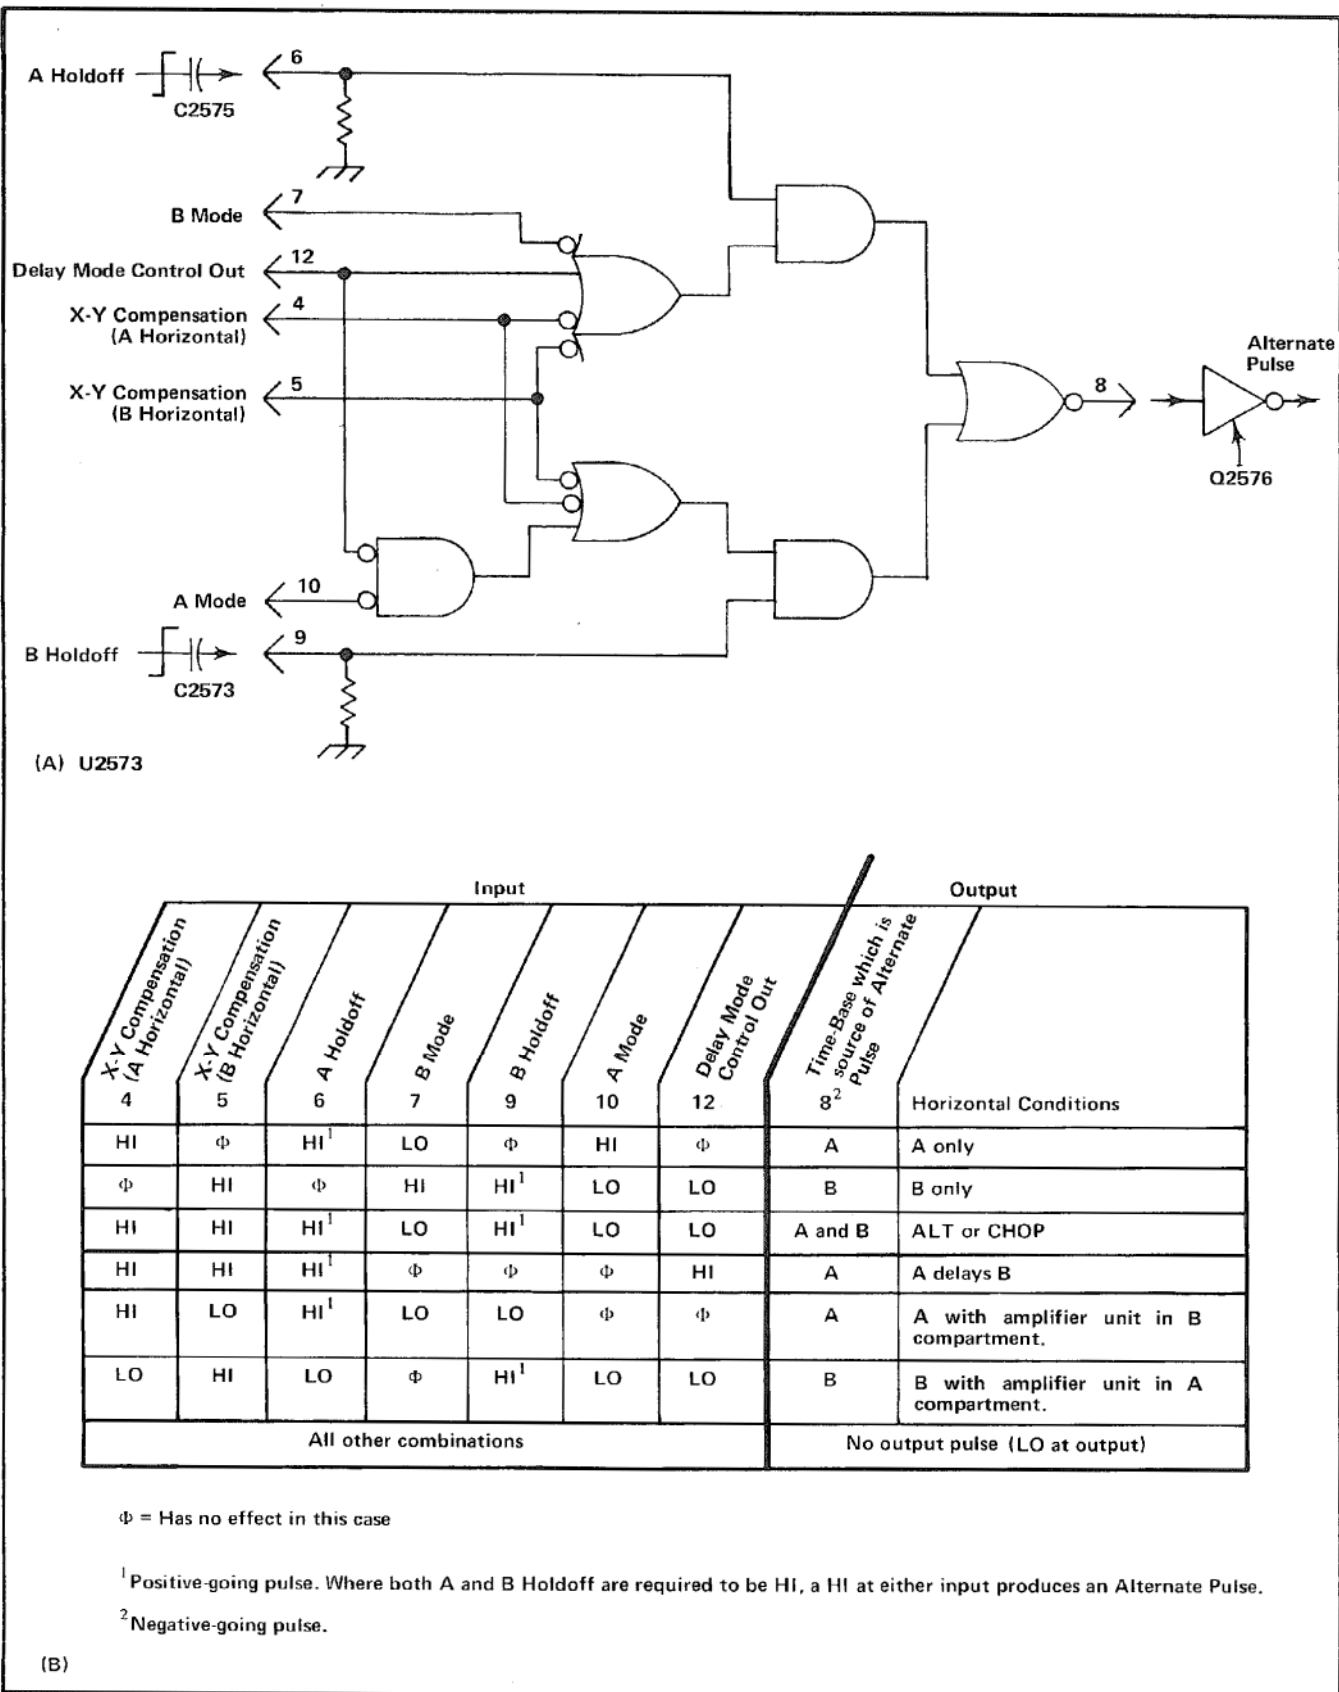 A Holdoff
C2575
6
B Mode
7
Delay Mode Control Out
12
X-Y Compensation
(A Horizontal)
4
X-Y Compensation
(B Horizontal)
5
8
Alternate
Pulse
Q2576
A Mode
10
B Holdoff
C2573
9
(A) U2573
Input
Output
X-Y Compensation
(A Horizontal)
X-Y Compensation
(B Horizontal)
A Holdoff
B Mode
B Holdoff
A Mode
Delay Mode
Control Out
Time-Base which is
source of Alternate
Pulse
4 5 6 7 9 10 12 8² Horizontal Conditions
HI Φ HI¹ LO Φ HI Φ A A only
Φ HI Φ HI HI¹ LO LO B B only
HI HI HI¹ LO HI¹ LO LO A and B ALT or CHOP
HI HI HI¹ Φ Φ Φ HI A A delays B
HI LO HI¹ LO LO Φ Φ A A with amplifier unit in B
compartment.
LO HI LO Φ HI¹ LO LO B B with amplifier unit in A
compartment.
All other combinations No output pulse (LO at output)
Φ = Has no effect in this case
¹Positive-going pulse. Where both A and B Holdoff are required to be HI, a HI at either input produces an Alternate Pulse.
²Negative-going pulse.
(B)